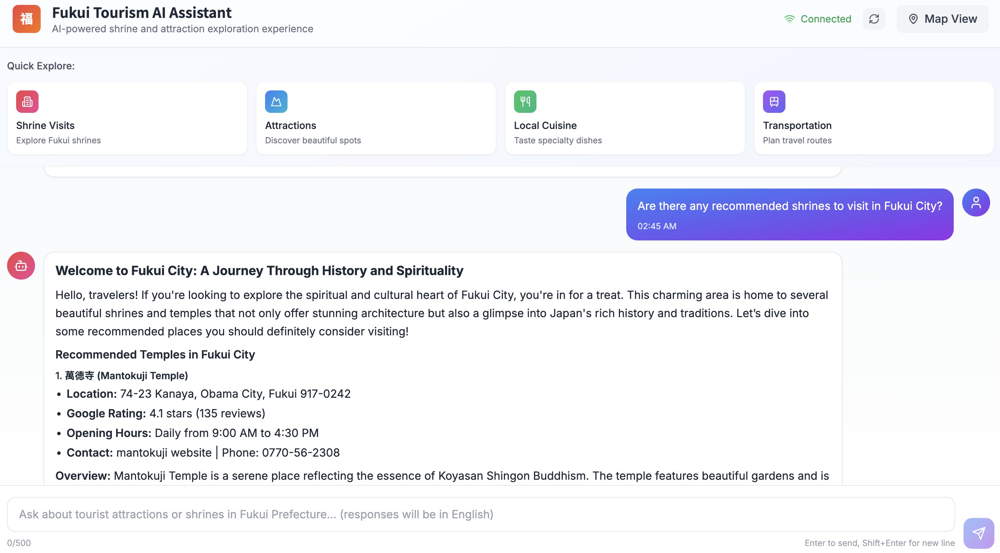 福
Fukui Tourism AI Assistant
AI-powered shrine and attraction exploration experience
Connected
Map View
Quick Explore:
Shrine Visits
Explore Fukui shrines
Attractions
Discover beautiful spots
Local Cuisine
Taste specialty dishes
Transportation
Plan travel routes
Are there any recommended shrines to visit in Fukui City?
02:45 AM
Welcome to Fukui City: A Journey Through History and Spirituality
Hello, travelers! If you're looking to explore the spiritual and cultural heart of Fukui City, you're in for a treat. This charming area is home to several
beautiful shrines and temples that not only offer stunning architecture but also a glimpse into Japan's rich history and traditions. Let’s dive into
some recommended places you should definitely consider visiting!
Recommended Temples in Fukui City
1. 萬徳寺 (Mantokuji Temple)
• Location: 74-23 Kanaya, Obama City, Fukui 917-0242
• Google Rating: 4.1 stars (135 reviews)
• Opening Hours: Daily from 9:00 AM to 4:30 PM
• Contact: mantokuji website | Phone: 0770-56-2308
Overview: Mantokuji Temple is a serene place reflecting the essence of Koyasan Shingon Buddhism. The temple features beautiful gardens and is
Ask about tourist attractions or shrines in Fukui Prefecture... (responses will be in English)
0/500
Enter to send, Shift+Enter for new line